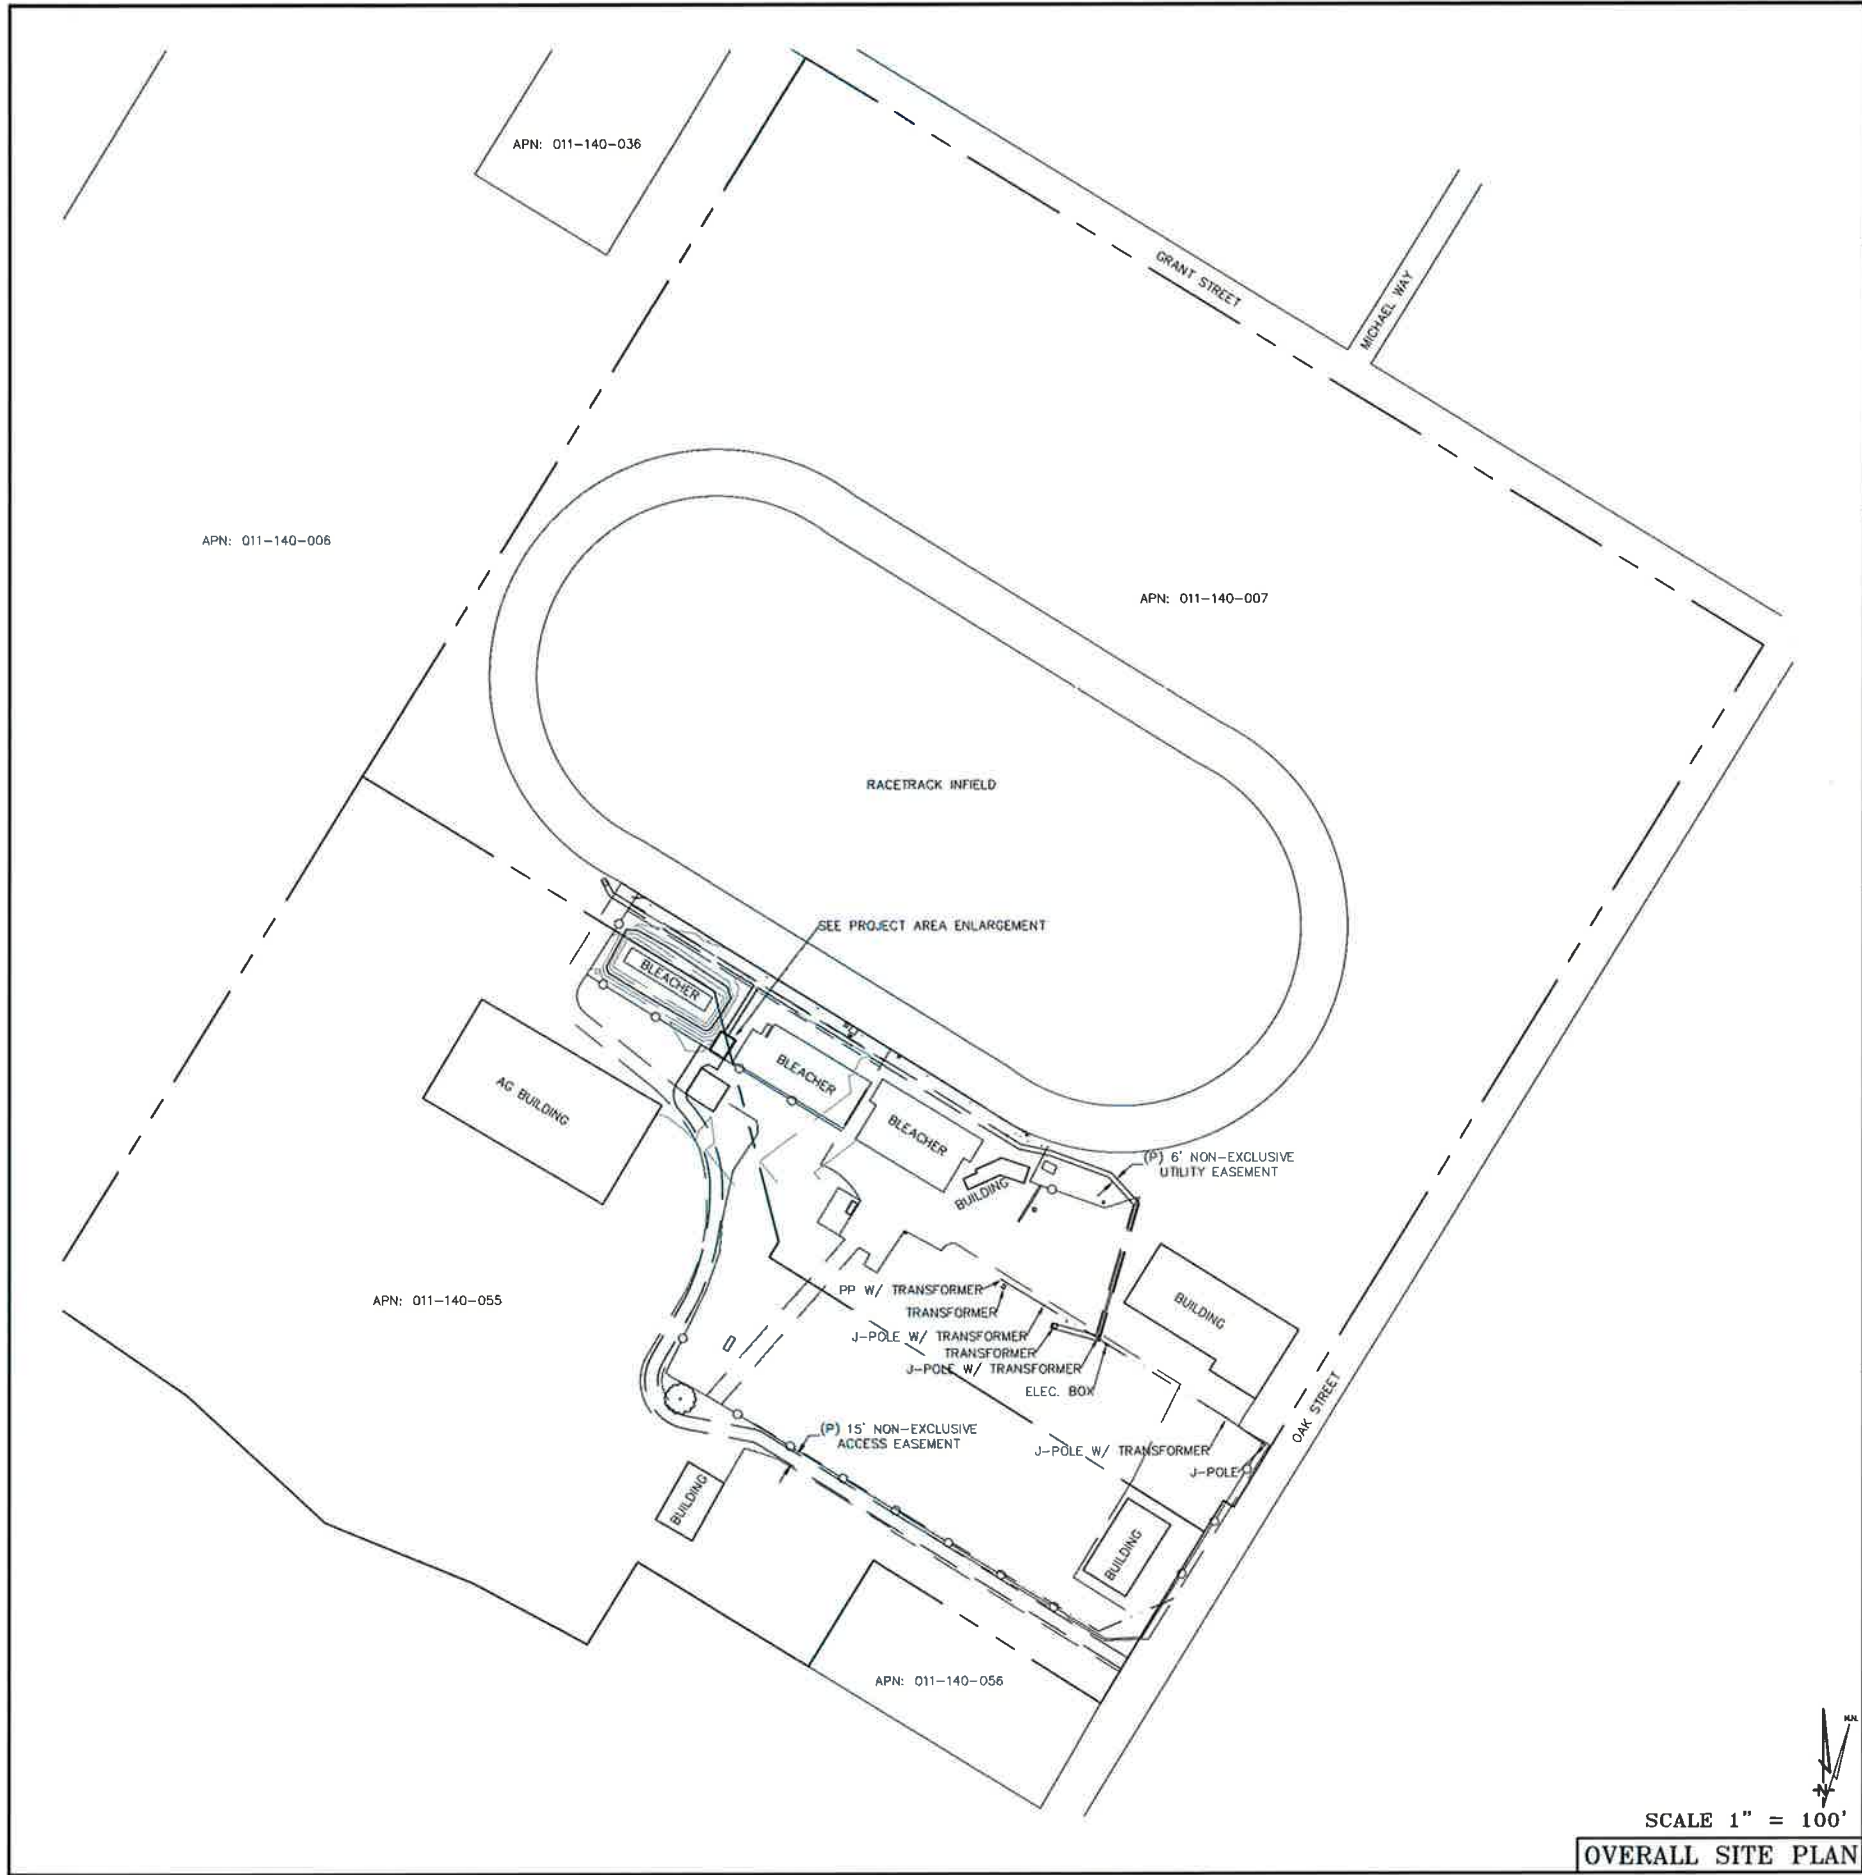 APN: 011-140-036
GRANT STREET
MICHAEL WAY
APN: 011-140-006
APN: 011-140-007
RACETRACK INFIELD
SEE PROJECT AREA ENLARGEMENT
BLEACHER
BLEACHER
BLEACHER
AG BUILDING
(P) 6' NON-EXCLUSIVE
UTILITY EASEMENT
BUILDING
PP W/ TRANSFORMER
TRANSFORMER
J-POLE W/ TRANSFORMER
TRANSFORMER
J-POLE W/ TRANSFORMER
ELEC. BOX
BUILDING
APN: 011-140-055
OAK STREET
(P) 15' NON-EXCLUSIVE
ACCESS EASEMENT
J-POLE W/ TRANSFORMER
J-POLE
BUILDING
BUILDING
APN: 011-140-056
M.N.
N
SCALE 1" = 100'
OVERALL SITE PLAN